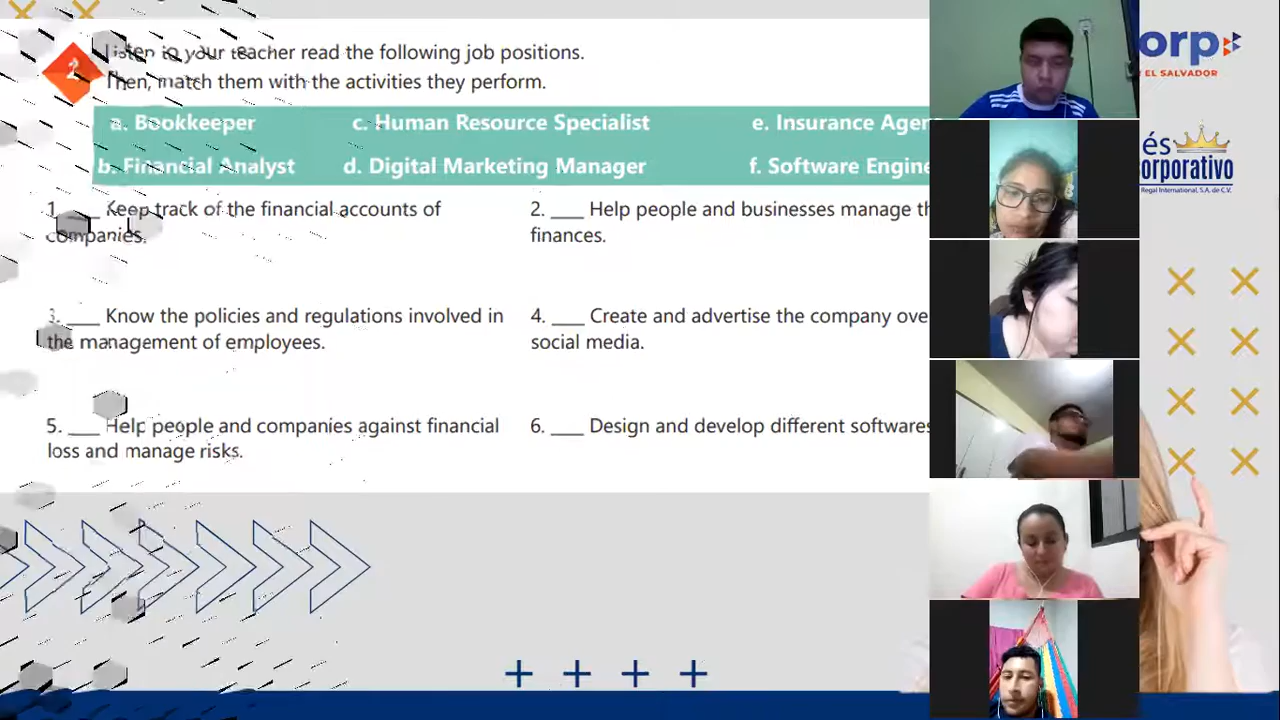 2
Listen to your teacher read the following job positions.
Then, match them with the activities they perform.
a. Bookkeeper c. Human Resource Specialist e. Insurance Agen
b. Financial Analyst d. Digital Marketing Manager f. Software Engine
1. ___ Keep track of the financial accounts of
companies.
2. ___ Help people and businesses manage th
finances.
3. ___ Know the policies and regulations involved in
the management of employees.
4. ___ Create and advertise the company ove
social media.
5. ___ Help people and companies against financial
loss and manage risks.
6. ___ Design and develop different softwares
orp
EL SALVADOR
és
orporativo
Regal International, S.A. de C.V.